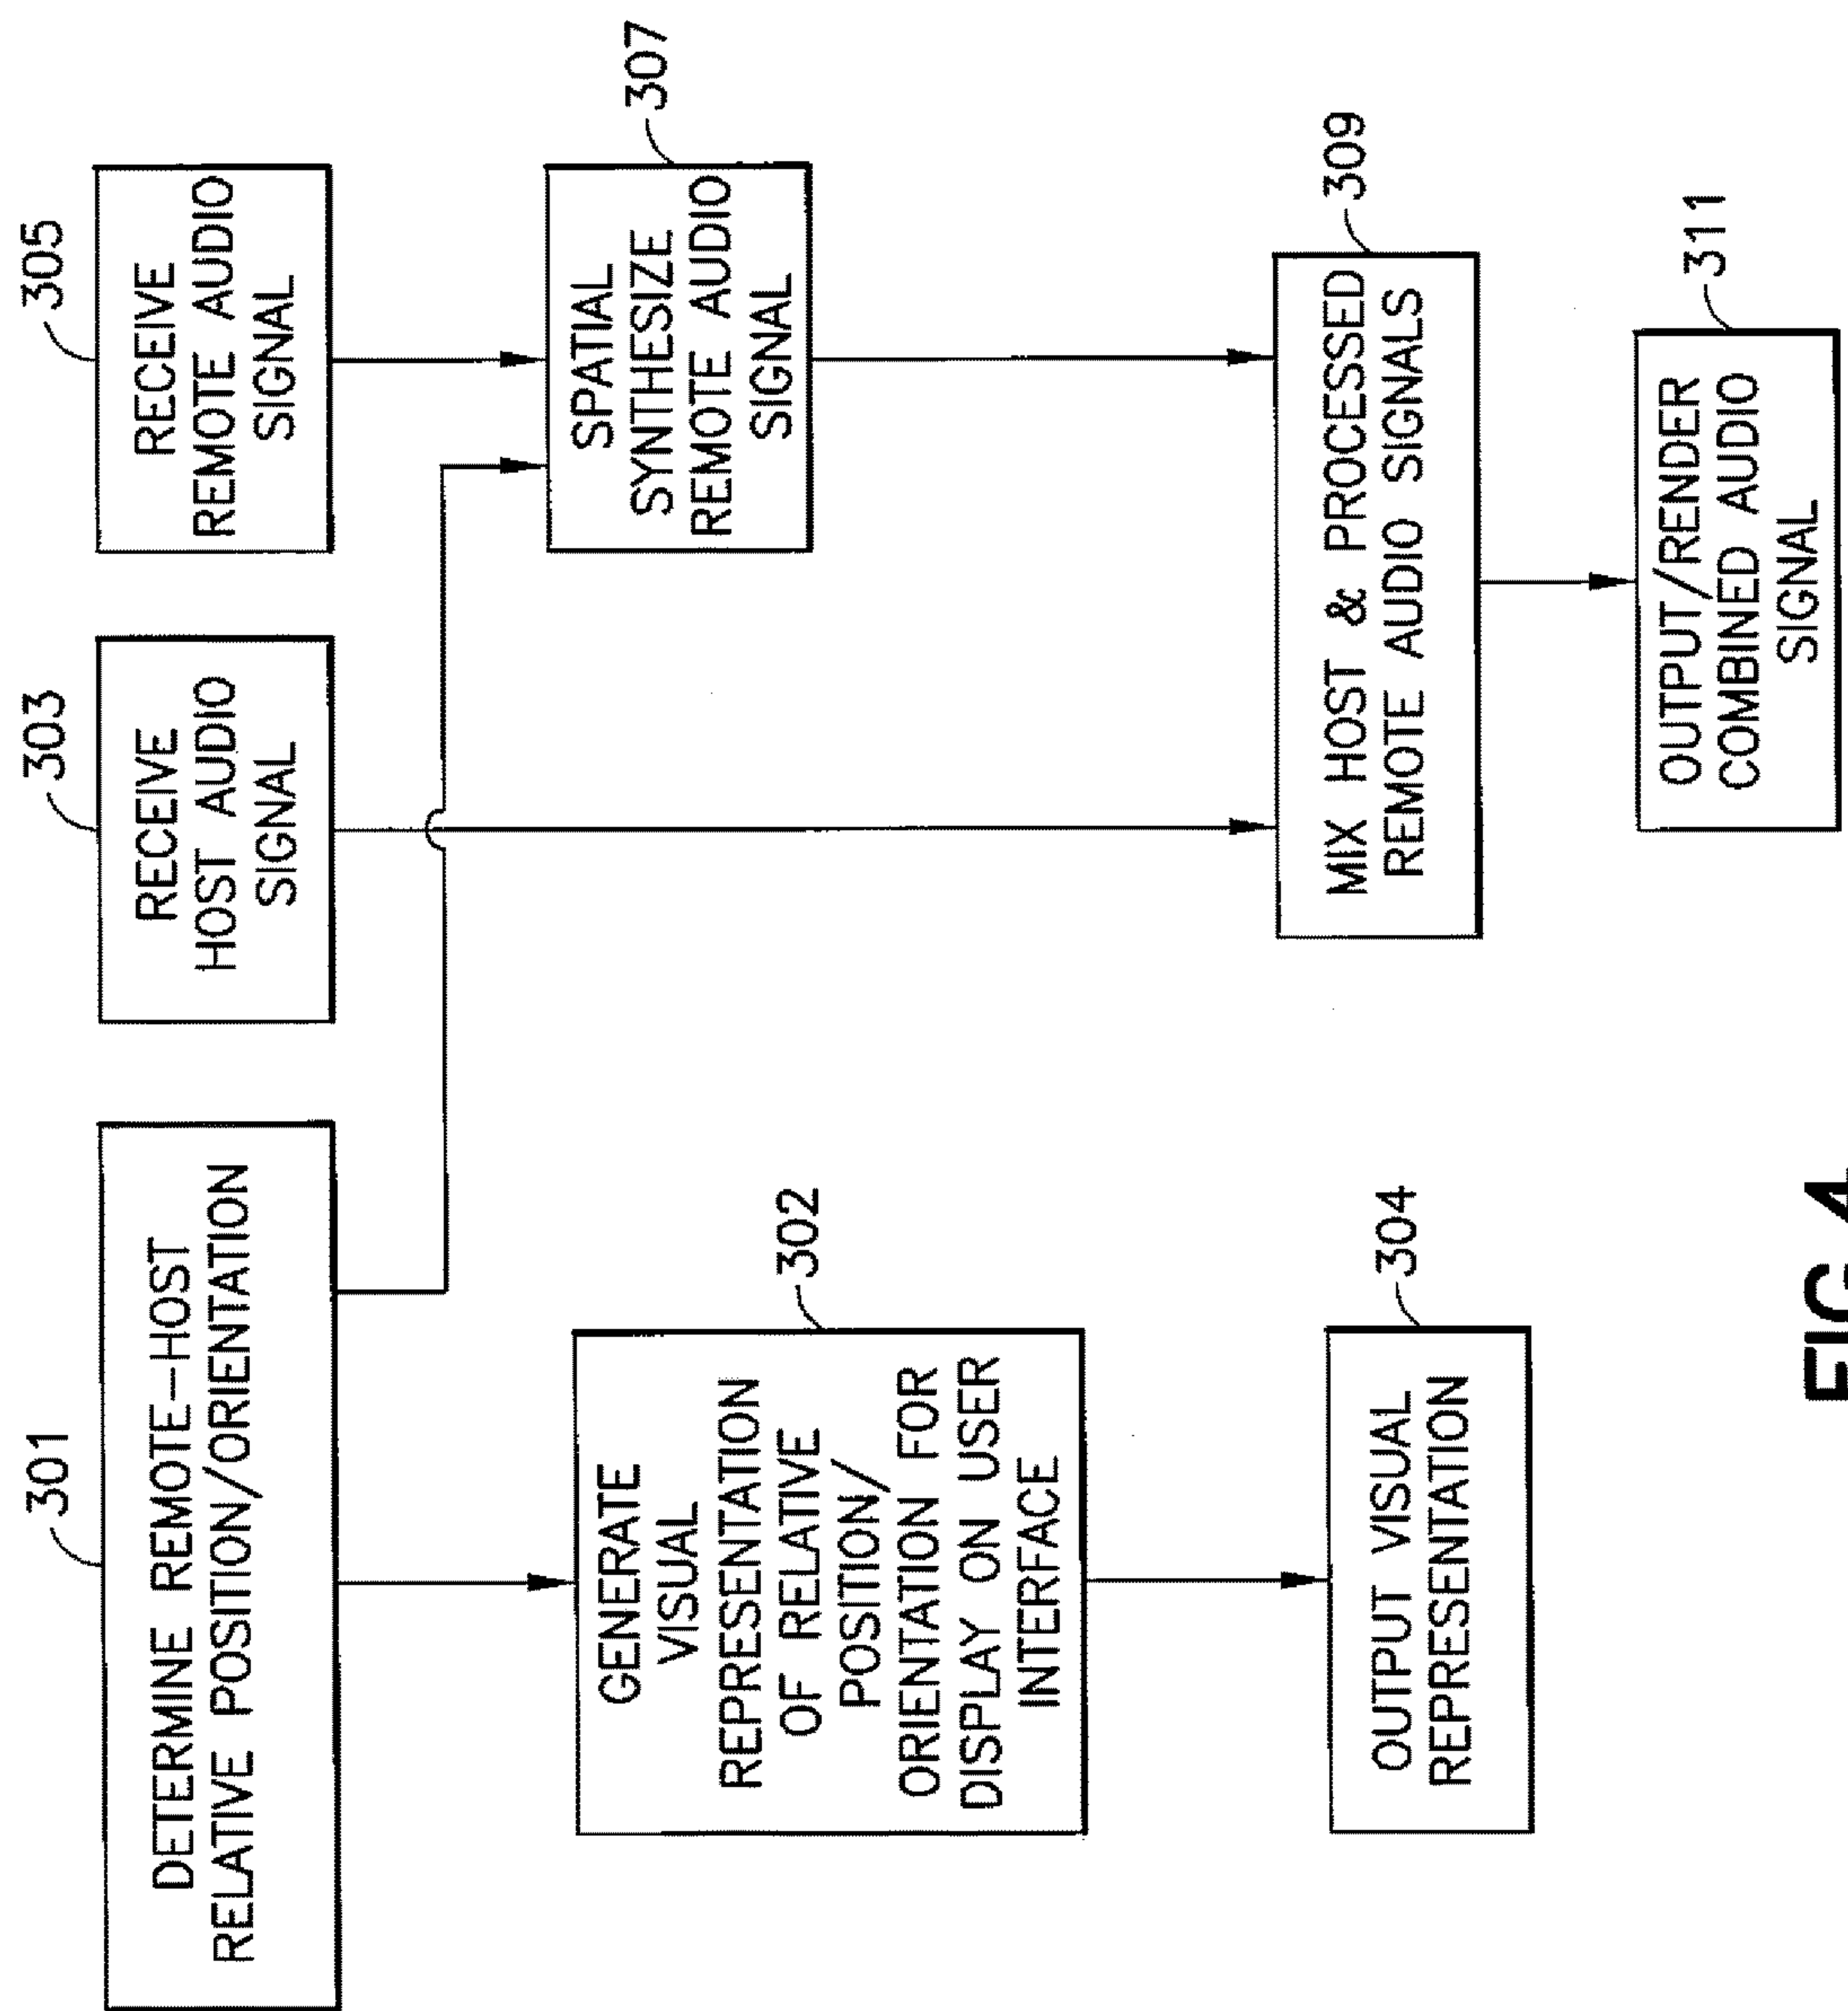 301
DETERMINE REMOTE-HOST
RELATIVE POSITION/ORIENTATION
303
RECEIVE
HOST AUDIO
SIGNAL
305
RECEIVE
REMOTE AUDIO
SIGNAL
302
GENERATE
VISUAL
REPRESENTATION
OF RELATIVE
POSITION/
ORIENTATION FOR
DISPLAY ON USER
INTERFACE
307
SPATIAL
SYNTHESIZE
REMOTE AUDIO
SIGNAL
304
OUTPUT VISUAL
REPRESENTATION
309
MIX HOST & PROCESSED
REMOTE AUDIO SIGNALS
311
OUTPUT/RENDER
COMBINED AUDIO
SIGNAL
FIG.4